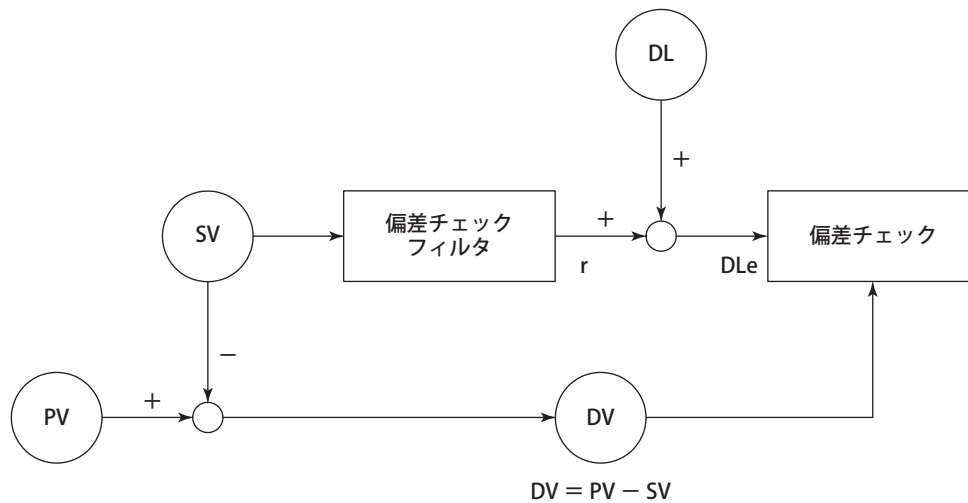 DL
+
SV
偏差チェック
フィルタ
+
r
DLe
偏差チェック
−
PV
+
DV
DV = PV − SV